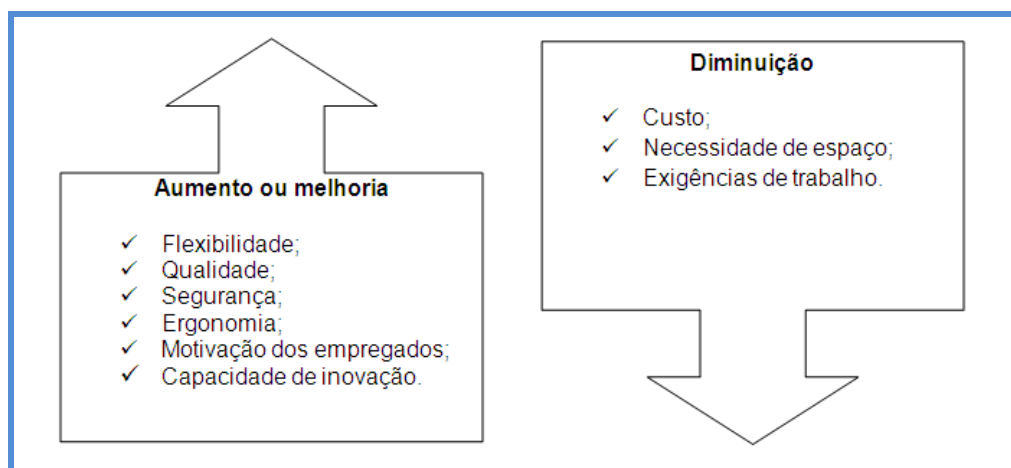 Aumento ou melhoria
✓ Flexibilidade;
✓ Qualidade;
✓ Segurança;
✓ Ergonomia;
✓ Motivação dos empregados;
✓ Capacidade de inovação.
Diminuição
✓ Custo;
✓ Necessidade de espaço;
✓ Exigências de trabalho.